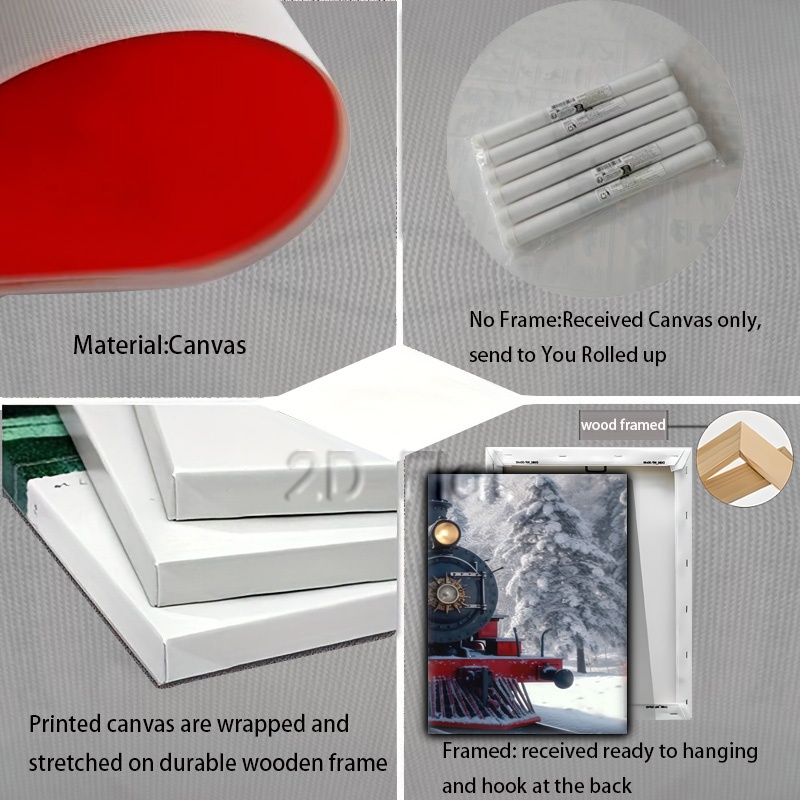 Material:Canvas
No Frame:Received Canvas only,
send to You Rolled up
wood framed
Printed canvas are wrapped and
stretched on durable wooden frame
Framed: received ready to hanging
and hook at the back